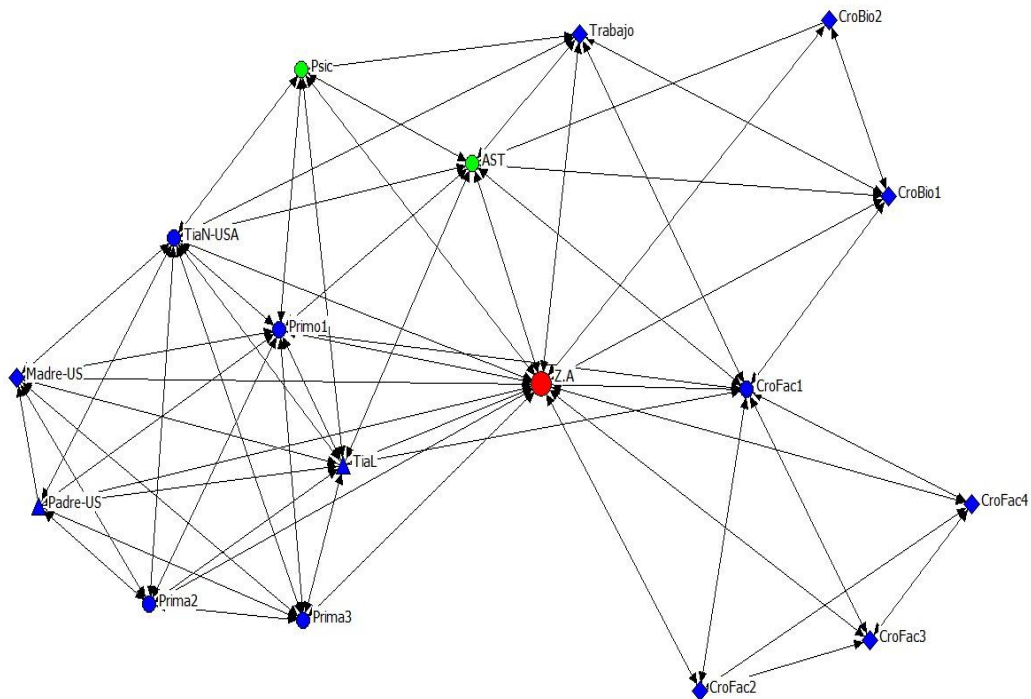 CroBio2
Trabajo
Psic
AST
CroBio1
TiaN-USA
Primo1
Madre-US
Z.A
CroFac1
TiaL
Padre-US
CroFac4
Prima2
Prima3
CroFac3
CroFac2